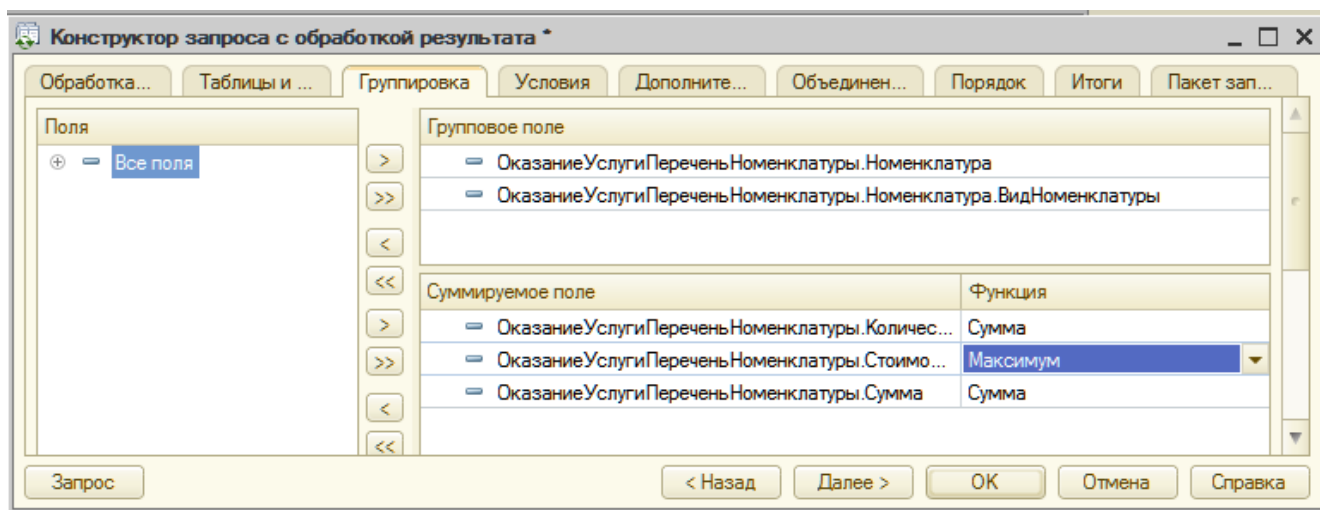 Конструктор запроса с обработкой результата *
Обработка... Таблицы и ... Группировка Условия Дополните... Объединен... Порядок Итоги Пакет зап...
Поля
Все поля
>
>>
<
<<
>
>>
<
<<
Групповое поле
ОказаниеУслугиПереченьНоменклатуры.Номенклатура
ОказаниеУслугиПереченьНоменклатуры.Номенклатура.ВидНоменклатуры
Суммируемое поле Функция
ОказаниеУслугиПереченьНоменклатуры.Количес... Сумма
ОказаниеУслугиПереченьНоменклатуры.Стоимо... Максимум
ОказаниеУслугиПереченьНоменклатуры.Сумма Сумма
Запрос < Назад Далее > OK Отмена Справка